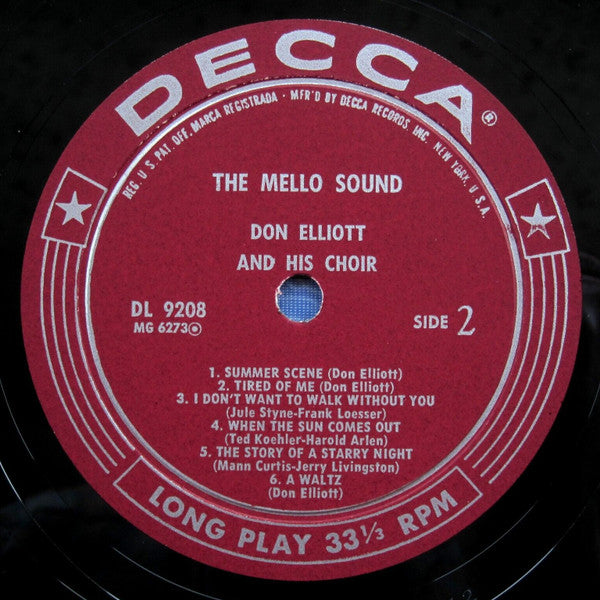 DECCA®
REG. U.S. PAT. OFF. MARCA REGISTRADA · MFR'D BY DECCA RECORDS, INC., NEW YORK, U.S.A.
THE MELLO SOUND
DON ELLIOTT
AND HIS CHOIR
DL 9208
MG 6273
SIDE 2
1. SUMMER SCENE (Don Elliott)
2. TIRED OF ME (Don Elliott)
3. I DON'T WANT TO WALK WITHOUT YOU
(Jule Styne-Frank Loesser)
4. WHEN THE SUN COMES OUT
(Ted Koehler-Harold Arlen)
5. THE STORY OF A STARRY NIGHT
(Mann Curtis-Jerry Livingston)
6. A WALTZ
(Don Elliott)
LONG PLAY 33⅓ RPM
2